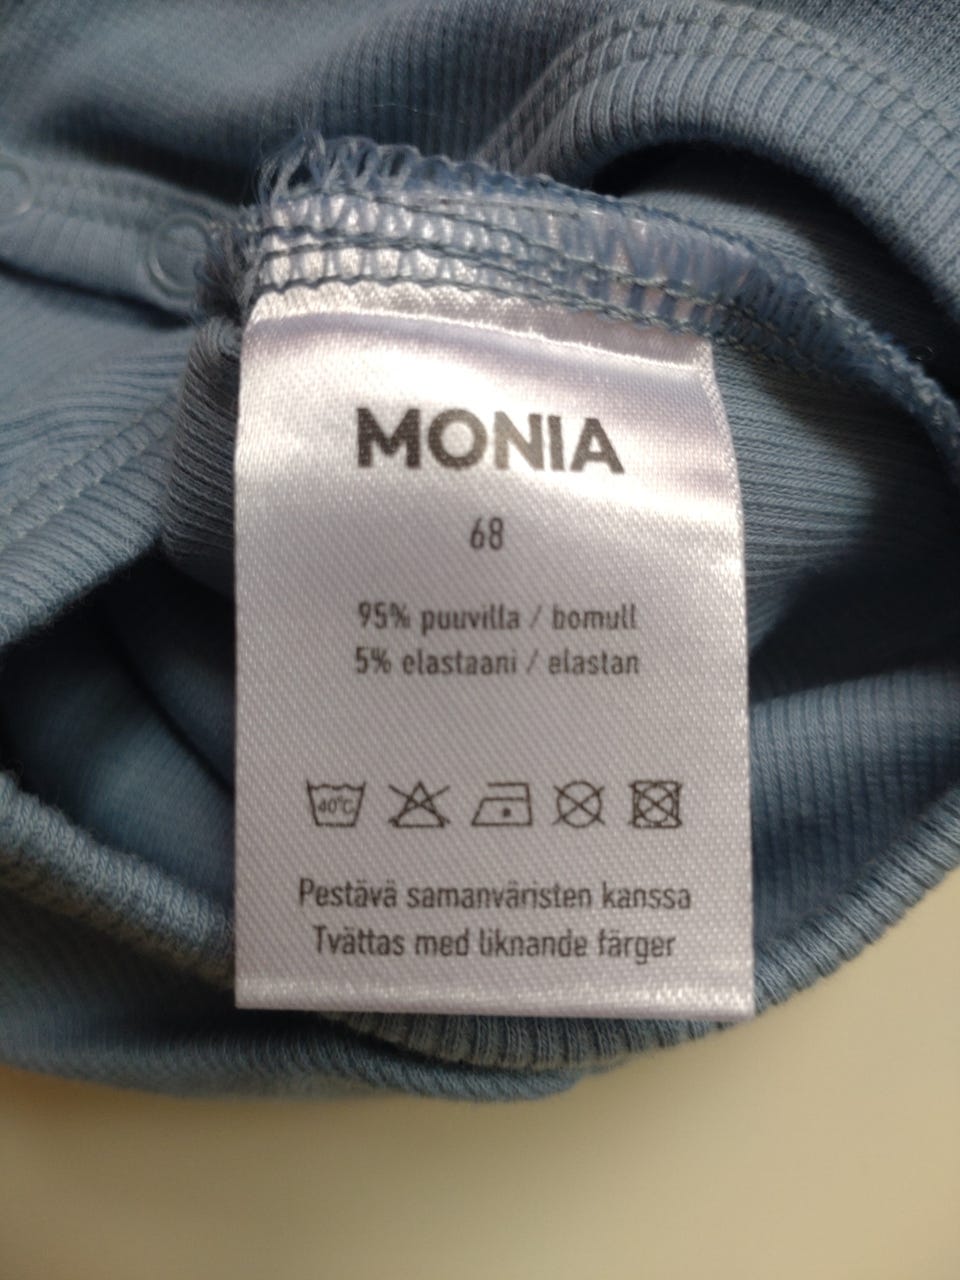 MONIA
68
95% puuvilla / bomull
5% elastaani / elastan
40°C
Pestävä samanväristen kanssa
Tvättas med liknande färger